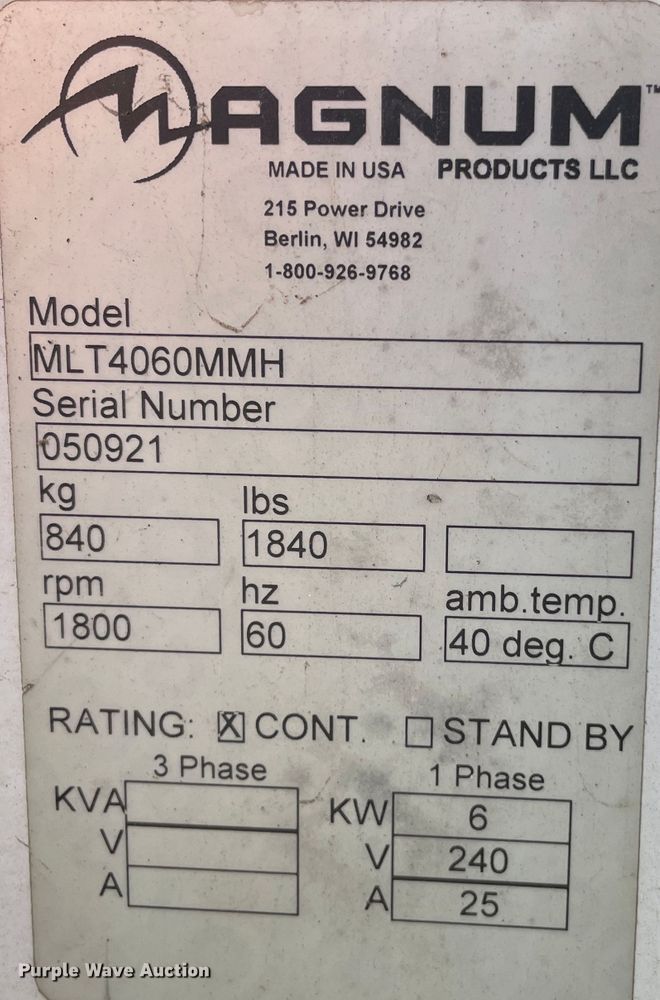 MAGNUM™
MADE IN USA PRODUCTS LLC
215 Power Drive
Berlin, WI 54982
1-800-926-9768
Model
MLT4060MMH
Serial Number
050921
kg lbs
840 1840
rpm hz amb.temp.
1800 60 40 deg. C
RATING: ☒ CONT. ☐ STAND BY
3 Phase 1 Phase
KVA KW 6
V V 240
A A 25
Purple Wave Auction